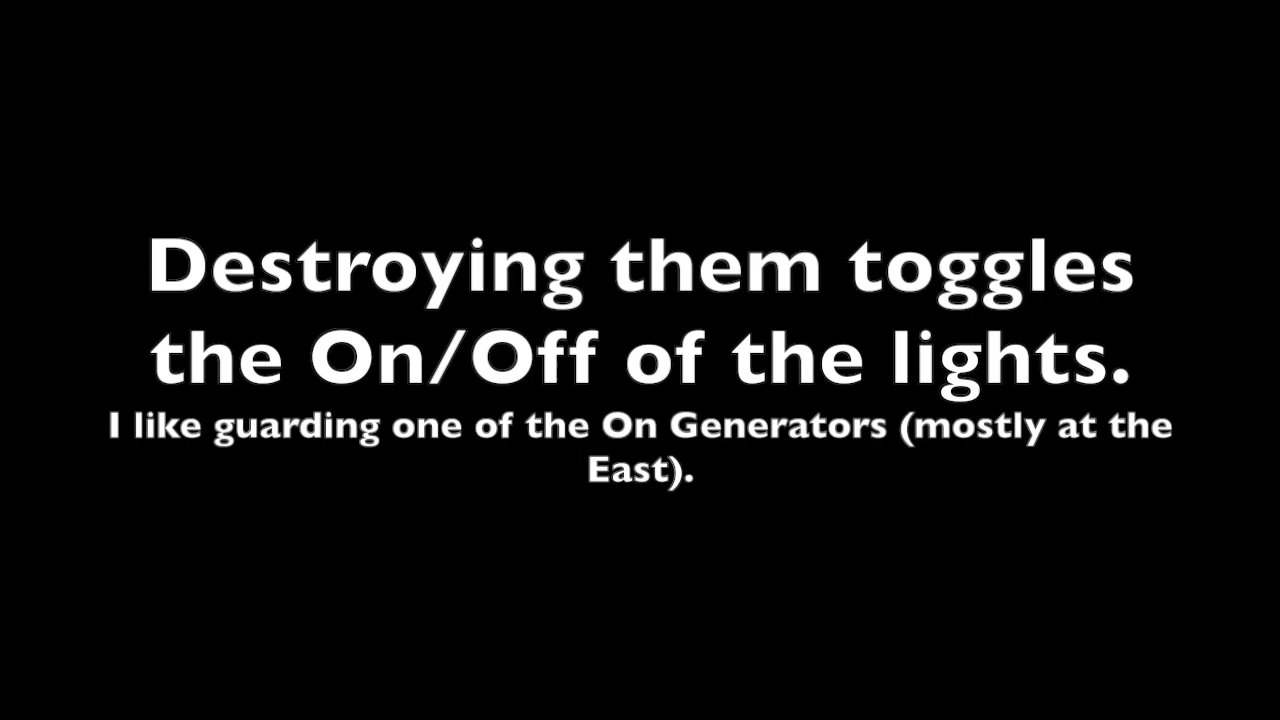 Destroying them toggles
the On/Off of the lights.
I like guarding one of the On Generators (mostly at the
East).